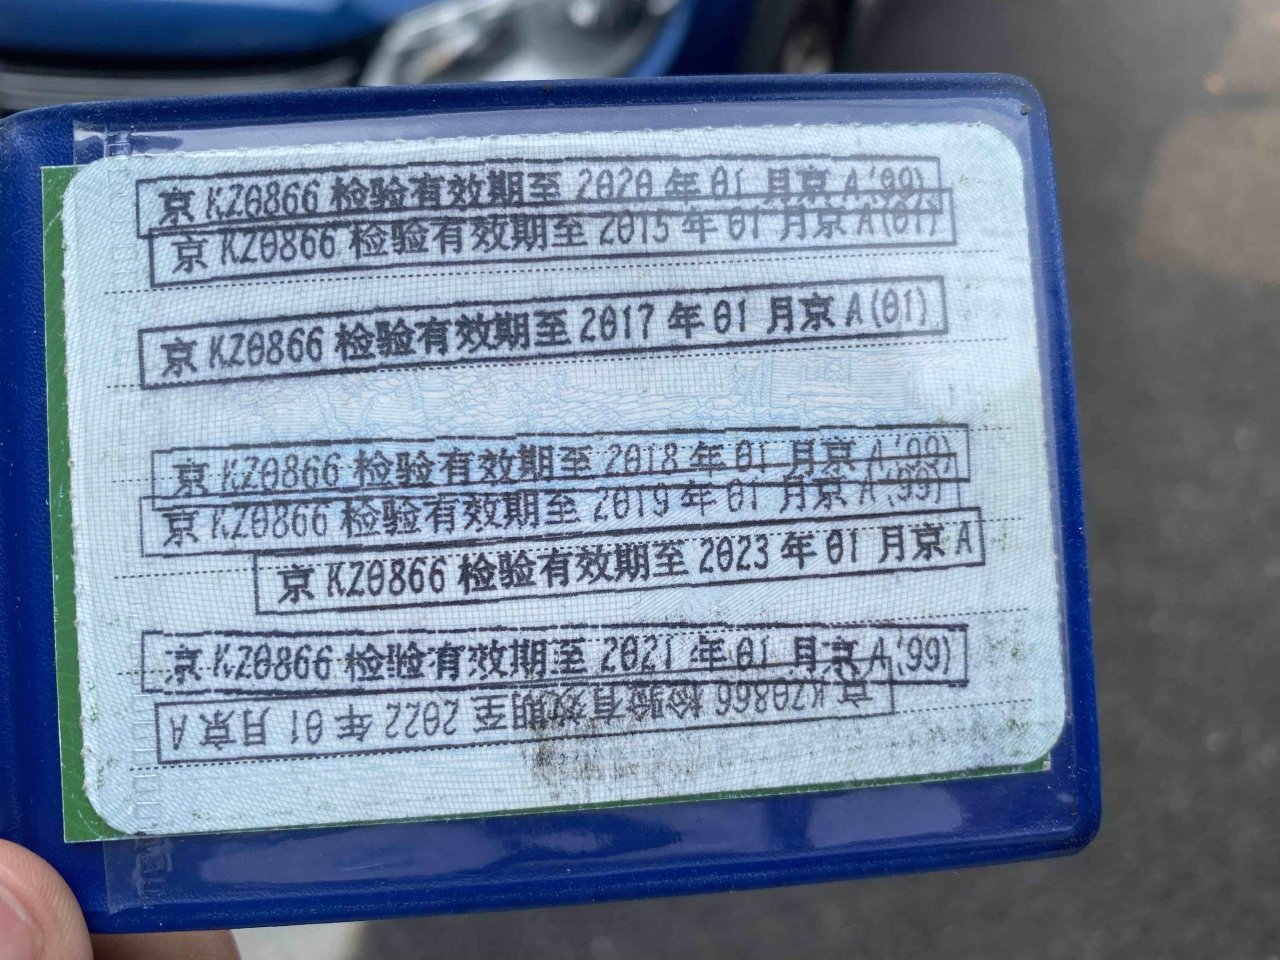 京 KZ0866 检验有效期至 2020 年 01 月京 A(99)
京 KZ0866 检验有效期至 2015 年 01 月京 A(01)
京 KZ0866 检验有效期至 2017 年 01 月京 A(01)
京 KZ0866 检验有效期至 2018 年 01 月京 A(99)
京 KZ0866 检验有效期至 2019 年 01 月京 A(99)
京 KZ0866 检验有效期至 2023 年 01 月京 A
京 KZ0866 检验有效期至 2021 年 01 月京 A(99)
京 KZ0866 检验有效期至 2022 年 01 月京 A